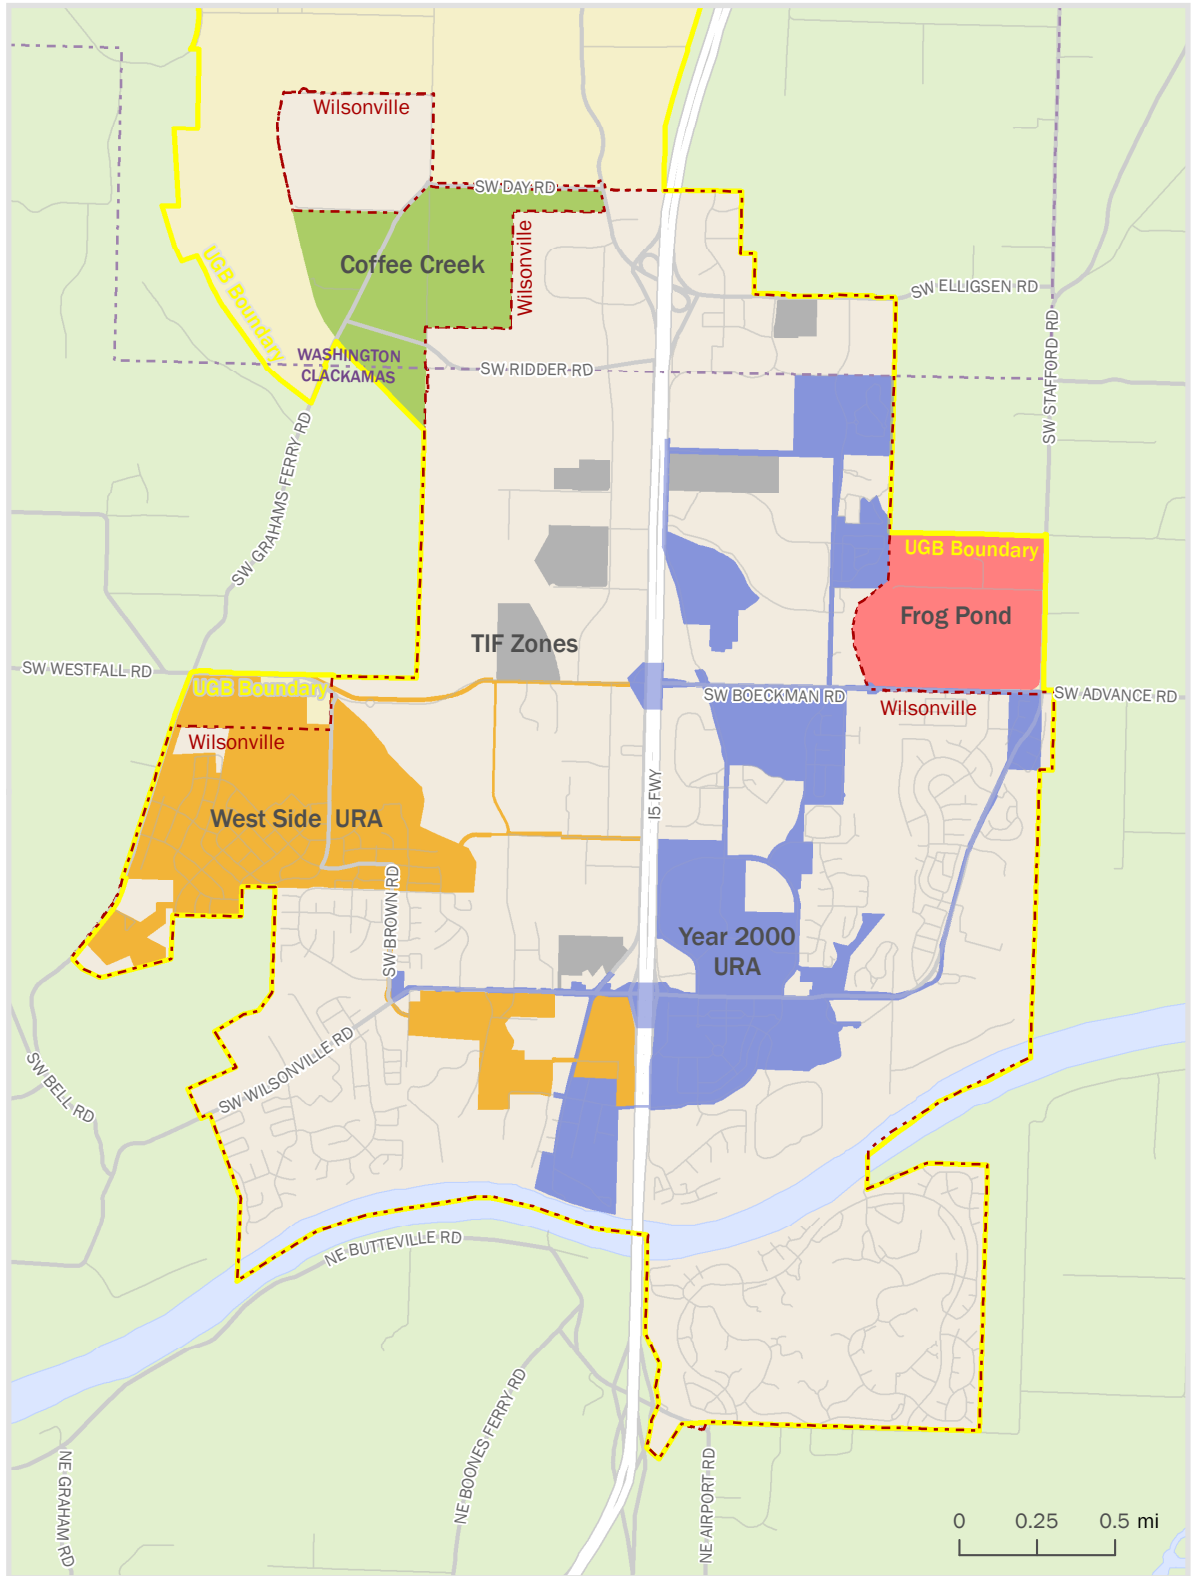 Wilsonville
SW DAY RD
Coffee Creek
Wilsonville
UGB Boundary
SW ELLIGSEN RD
WASHINGTON
CLACKAMAS
SW RIDDER RD
SW STAFFORD RD
SW GRAHAMS FERRY RD
UGB Boundary
Frog Pond
TIF Zones
SW WESTFALL RD
UGB Boundary
SW BOECKMAN RD
SW ADVANCE RD
Wilsonville
Wilsonville
I5 FWY
West Side URA
SW BROWN RD
Year 2000
URA
SW WILSONVILLE RD
SW BELL RD
NE BUTTEVILLE RD
NE BOONES FERRY RD
NE GRAHAM RD
NE AIRPORT RD
0 0.25 0.5 mi